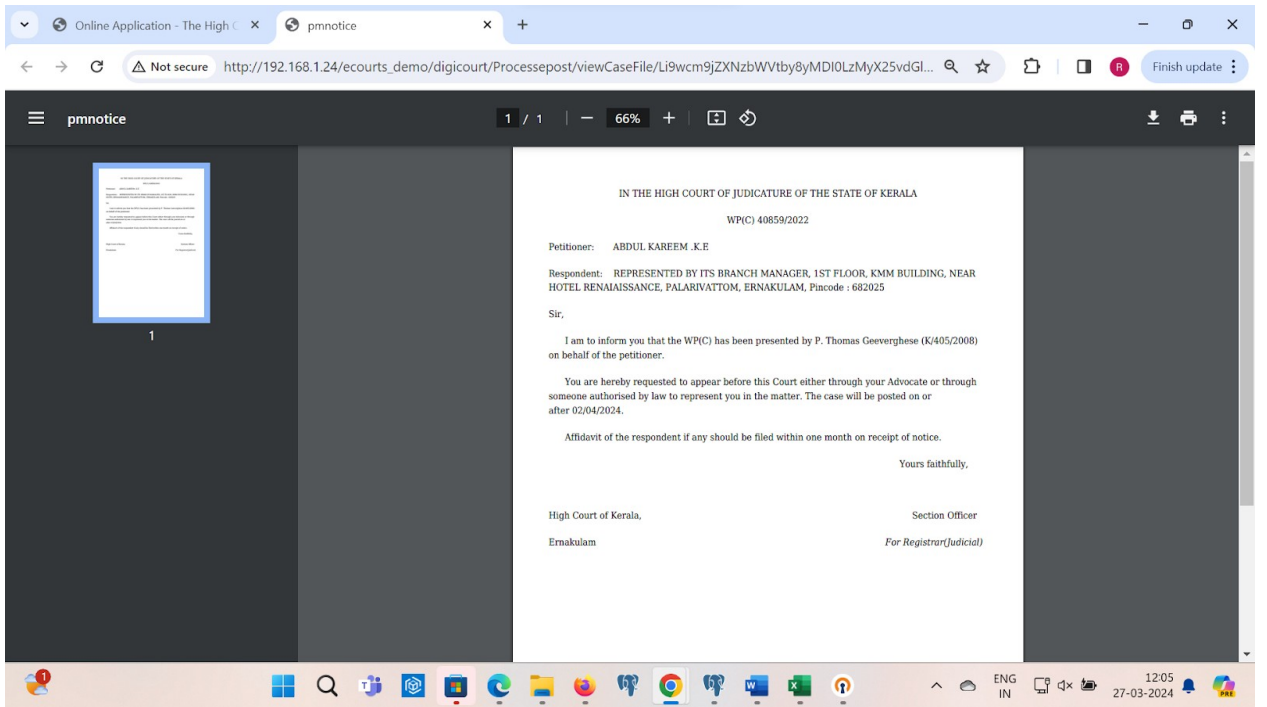 Online Application - The High C
pmnotice
Not secure
http://192.168.1.24/ecourts_demo/digicourt/Processepost/viewCaseFile/Li9wcm9jZXNzbWVtby8yMDI0LzMyX25vdGl...
R
Finish update
pmnotice
1 / 1
66%
1
IN THE HIGH COURT OF JUDICATURE OF THE STATE OF KERALA
WP(C) 40859/2022
Petitioner: ABDUL KAREEM .K.E
Respondent: REPRESENTED BY ITS BRANCH MANAGER, 1ST FLOOR, KMM BUILDING, NEAR
HOTEL RENAIAISSANCE, PALARIVATTOM, ERNAKULAM, Pincode : 682025
Sir,
I am to inform you that the WP(C) has been presented by P. Thomas Geeverghese (K/405/2008)
on behalf of the petitioner.
You are hereby requested to appear before this Court either through your Advocate or through
someone authorised by law to represent you in the matter. The case will be posted on or
after 02/04/2024.
Affidavit of the respondent if any should be filed within one month on receipt of notice.
Yours faithfully,
High Court of Kerala,
Section Officer
Ernakulam
For Registrar(Judicial)
1
ENG
IN
12:05
27-03-2024
PRE